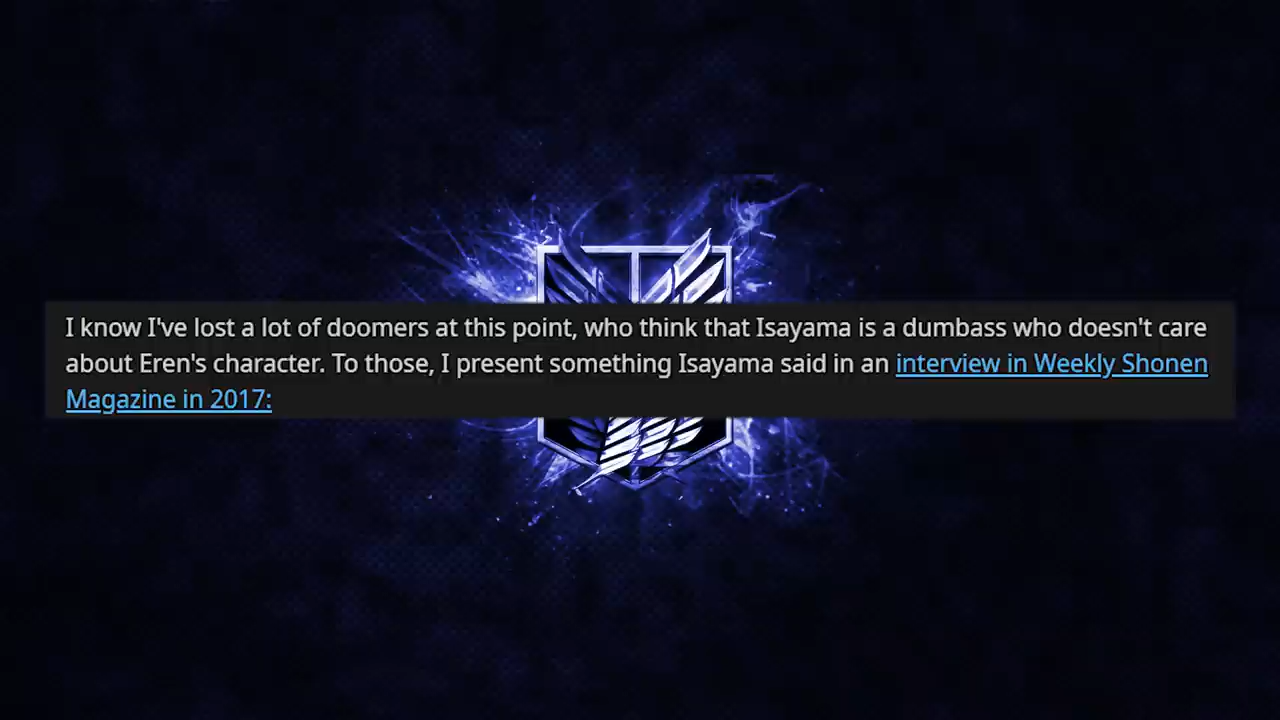 I know I've lost a lot of doomers at this point, who think that Isayama is a dumbass who doesn't care
about Eren's character. To those, I present something Isayama said in an interview in Weekly Shonen
Magazine in 2017: